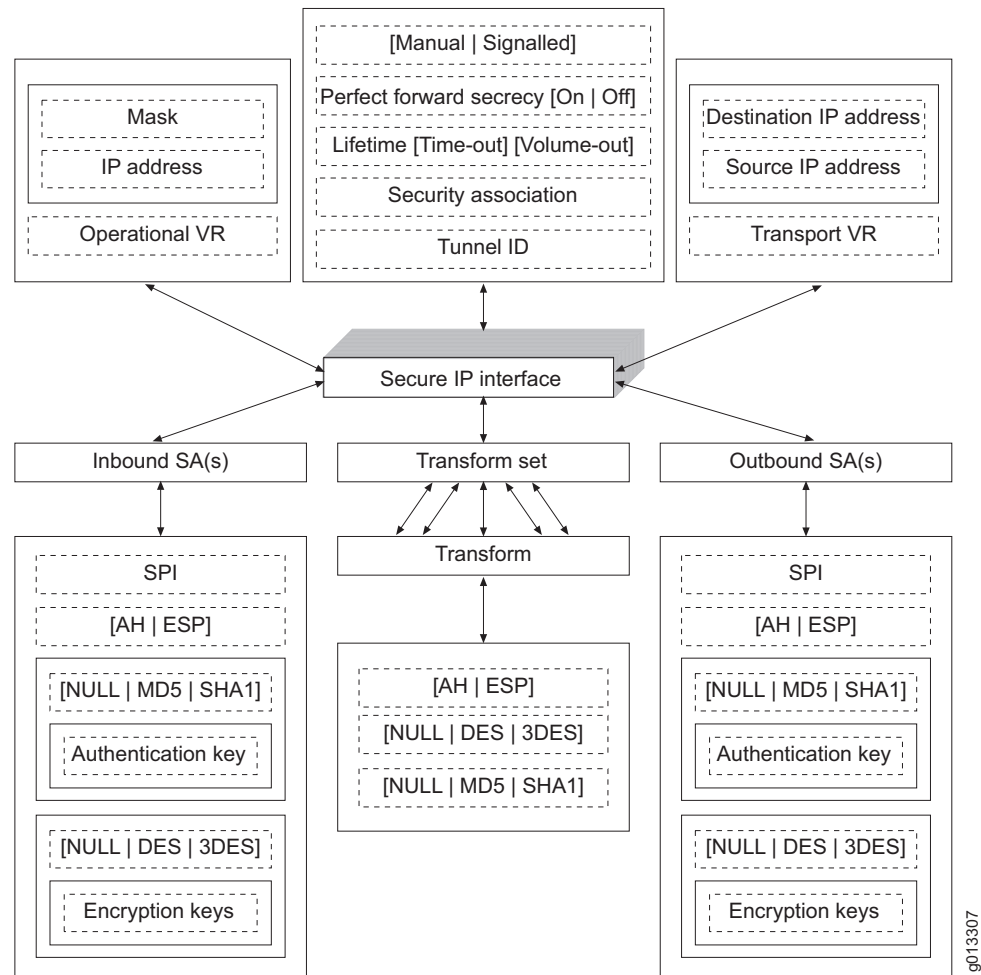 [Manual | Signalled]
Perfect forward secrecy [On | Off]
Lifetime [Time-out] [Volume-out]
Security association
Tunnel ID
Mask
IP address
Operational VR
Destination IP address
Source IP address
Transport VR
Secure IP interface
Inbound SA(s)
Transform set
Outbound SA(s)
Transform
SPI
[AH | ESP]
[NULL | MD5 | SHA1]
Authentication key
[NULL | DES | 3DES]
Encryption keys
[AH | ESP]
[NULL | DES | 3DES]
[NULL | MD5 | SHA1]
SPI
[AH | ESP]
[NULL | MD5 | SHA1]
Authentication key
[NULL | DES | 3DES]
Encryption keys
g013307